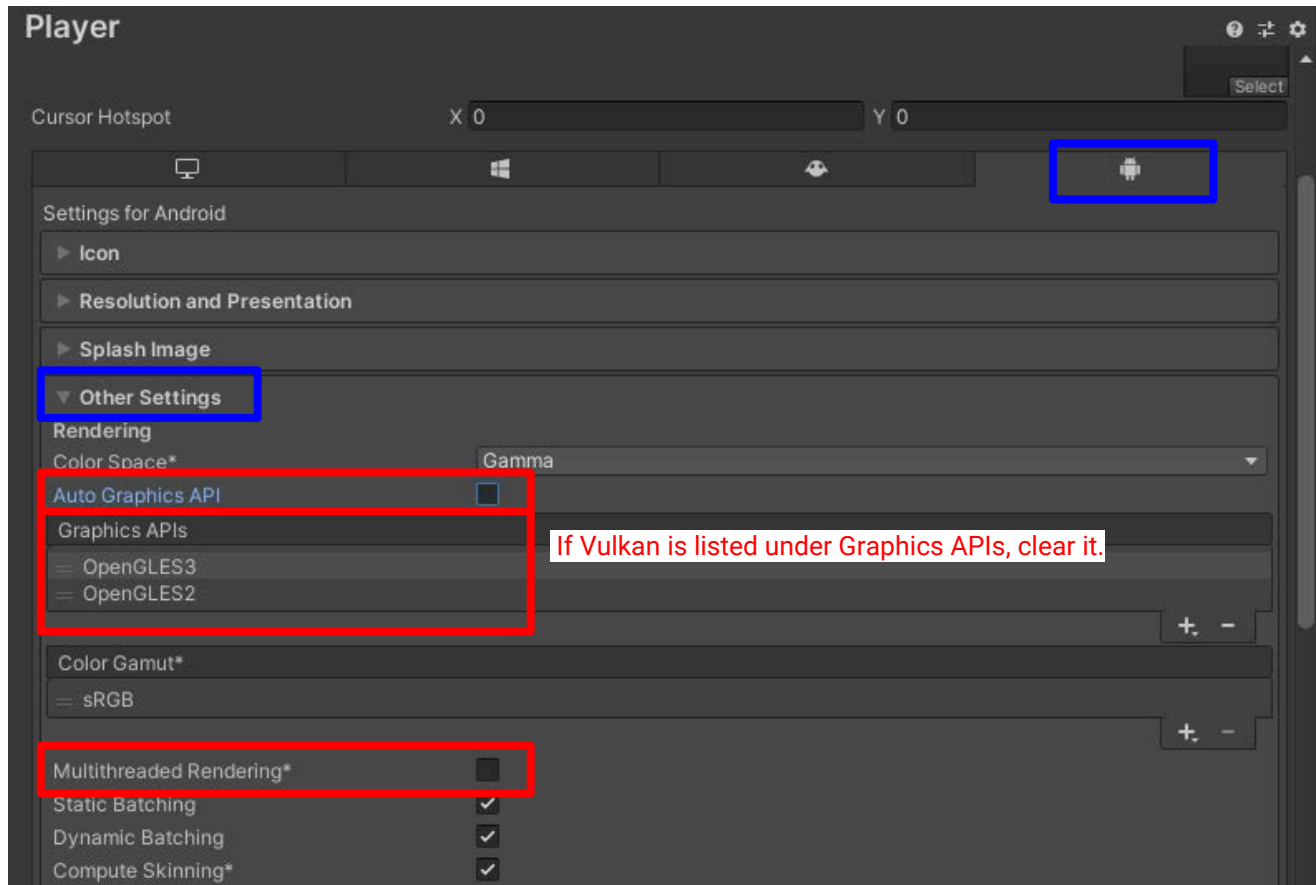 Player
Select
Cursor Hotspot X 0 Y 0
Settings for Android
Icon
Resolution and Presentation
Splash Image
Other Settings
Rendering
Color Space* Gamma
Auto Graphics API
Graphics APIs
If Vulkan is listed under Graphics APIs, clear it.
OpenGLES3
OpenGLES2
Color Gamut*
sRGB
Multithreaded Rendering*
Static Batching
Dynamic Batching
Compute Skinning*